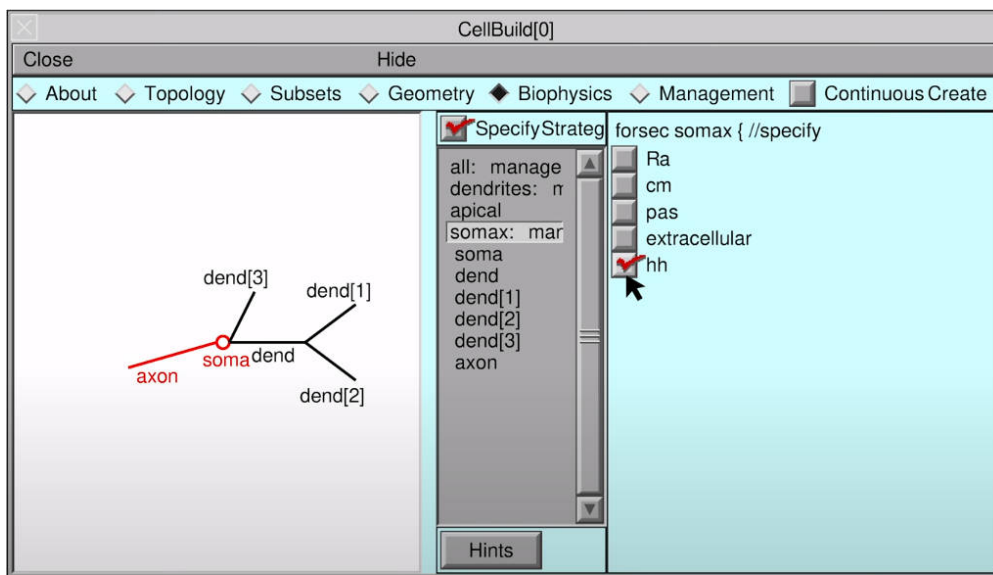 CellBuild[0]
Close Hide
About Topology Subsets Geometry Biophysics Management Continuous Create
SpecifyStrateg
all: manage
dendrites: m
apical
somax: mar
soma
dend
dend[1]
dend[2]
dend[3]
axon
Hints
forsec somax { //specify
Ra
cm
pas
extracellular
hh
dend[3]
dend[1]
soma
dend
axon
dend[2]